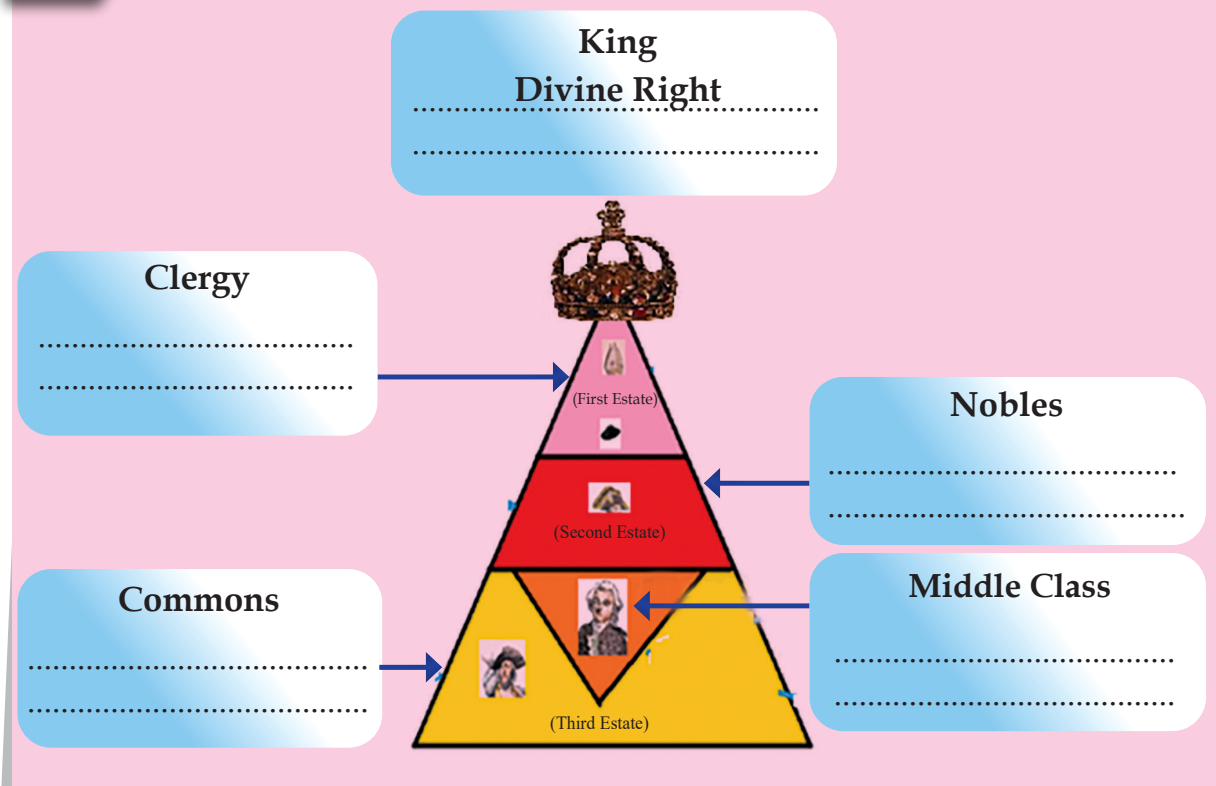 King
Divine Right
..................................................
..................................................
Clergy
.......................................
.......................................
(First Estate)
Nobles
...........................................
............................................
(Second Estate)
Middle Class
..........................................
..........................................
Commons
..........................................
..........................................
(Third Estate)